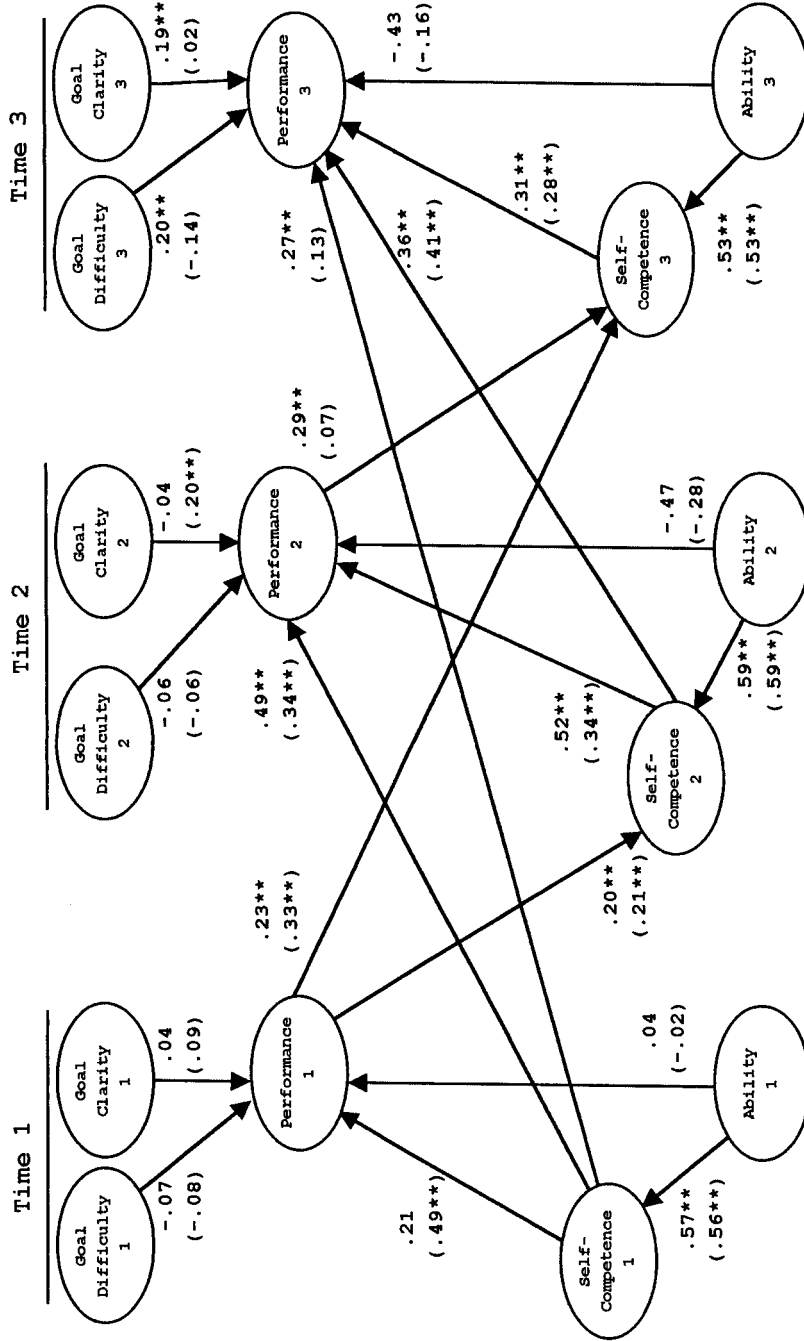 Time 1
Time 2
Time 3
Goal
Difficulty
1
Goal
Clarity
1
Goal
Difficulty
2
Goal
Clarity
2
Goal
Difficulty
3
Goal
Clarity
3
-.07
(-.08)
.04
(.09)
-.06
(-.06)
-.04
(.20**)
.20**
(-.14)
.19**
(.02)
Performance
1
Performance
2
Performance
3
.23**
(.33**)
.49**
(.34**)
.29**
(.07)
.27**
(.13)
.36**
(.41**)
-.43
(-.16)
.21
(.49**)
.04
(-.02)
.20**
(.21**)
.52**
(.34**)
-.47
(-.28)
.31**
(.28**)
Self-
Competence
1
Self-
Competence
2
Self-
Competence
3
.57**
(.56**)
.59**
(.59**)
.53**
(.53**)
Ability
1
Ability
2
Ability
3